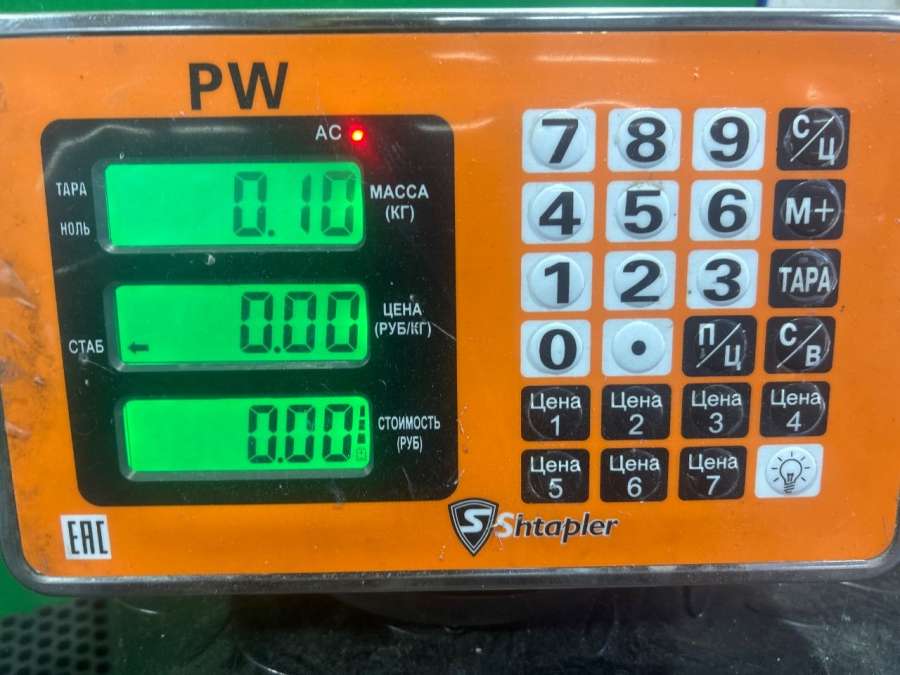 PW
AC
ТАРА
НОЛЬ
0.10
МАССА
(КГ)
СТАБ
0.00
ЦЕНА
(РУБ/КГ)
0.00
СТОИМОСТЬ
(РУБ)
7 8 9 С/Ц
4 5 6 М+
1 2 3 ТАРА
0 • П/Ц С/В
Цена 1 Цена 2 Цена 3 Цена 4
Цена 5 Цена 6 Цена 7
EAC
S Shtapler